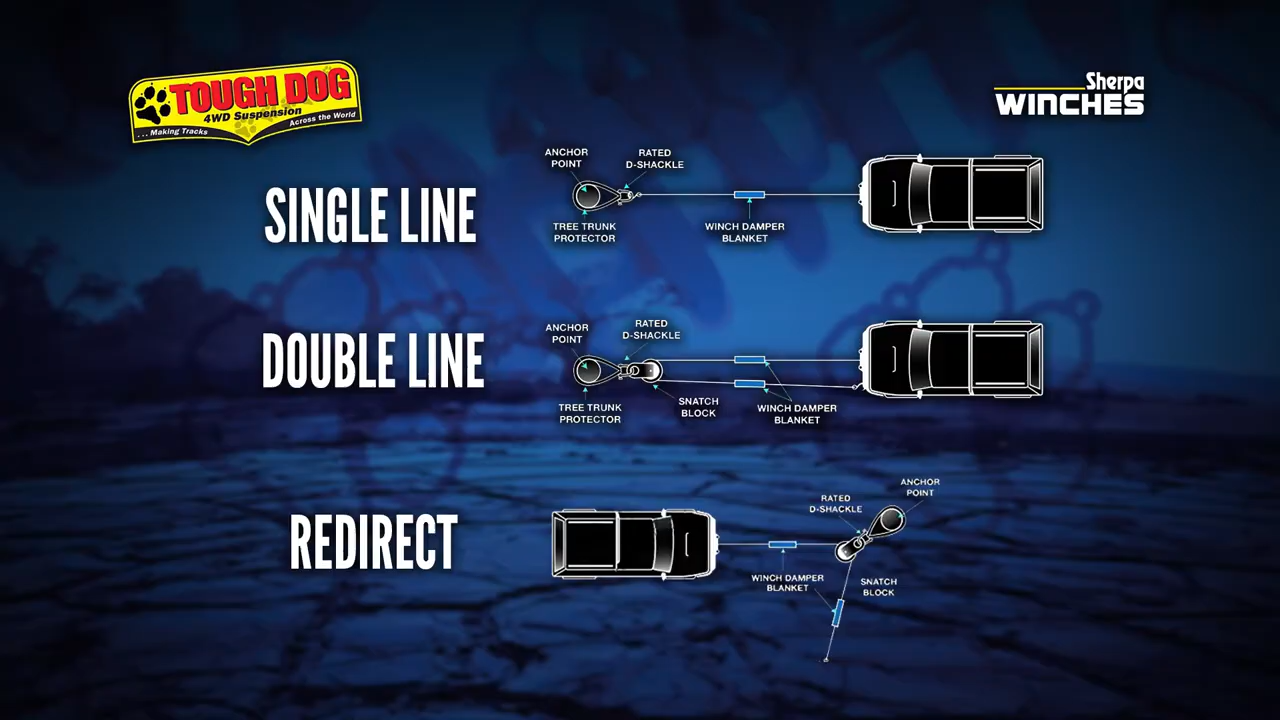 TOUGH DOG
4WD Suspension
... Making Tracks
Across the World
Sherpa
WINCHES
SINGLE LINE
ANCHOR
POINT
RATED
D-SHACKLE
TREE TRUNK
PROTECTOR
WINCH DAMPER
BLANKET
DOUBLE LINE
ANCHOR
POINT
RATED
D-SHACKLE
TREE TRUNK
PROTECTOR
SNATCH
BLOCK
WINCH DAMPER
BLANKET
REDIRECT
ANCHOR
POINT
RATED
D-SHACKLE
WINCH DAMPER
BLANKET
SNATCH
BLOCK